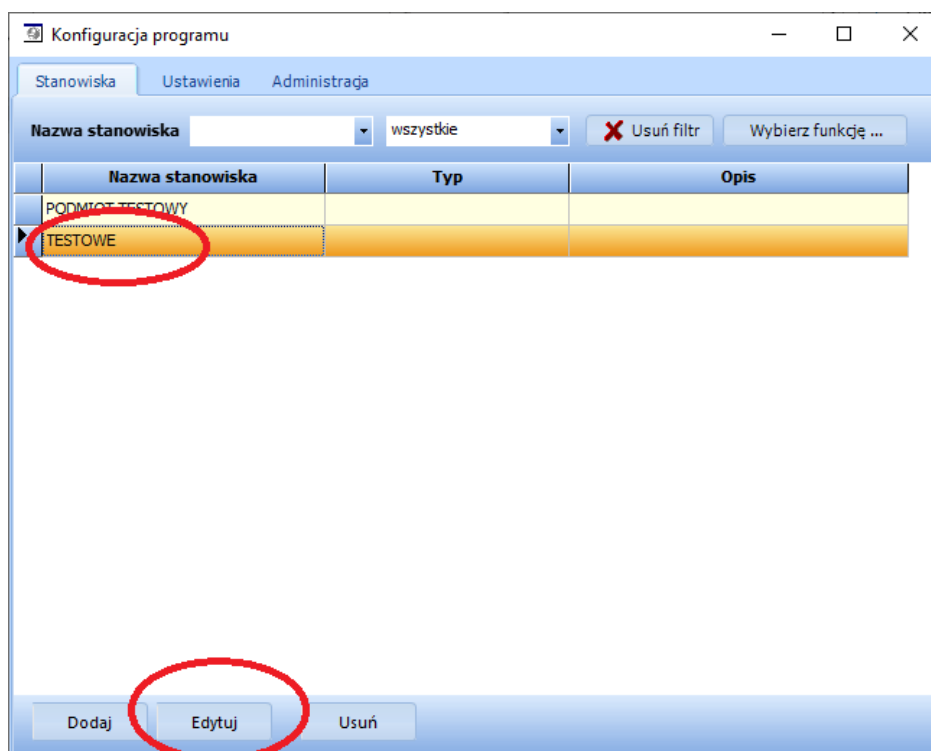 Konfiguracja programu
Stanowiska Ustawienia Administracja
Nazwa stanowiska wszystkie Usuń filtr Wybierz funkcję ...
Nazwa stanowiska Typ Opis
PODMIOT TESTOWY
TESTOWE
Dodaj Edytuj Usuń